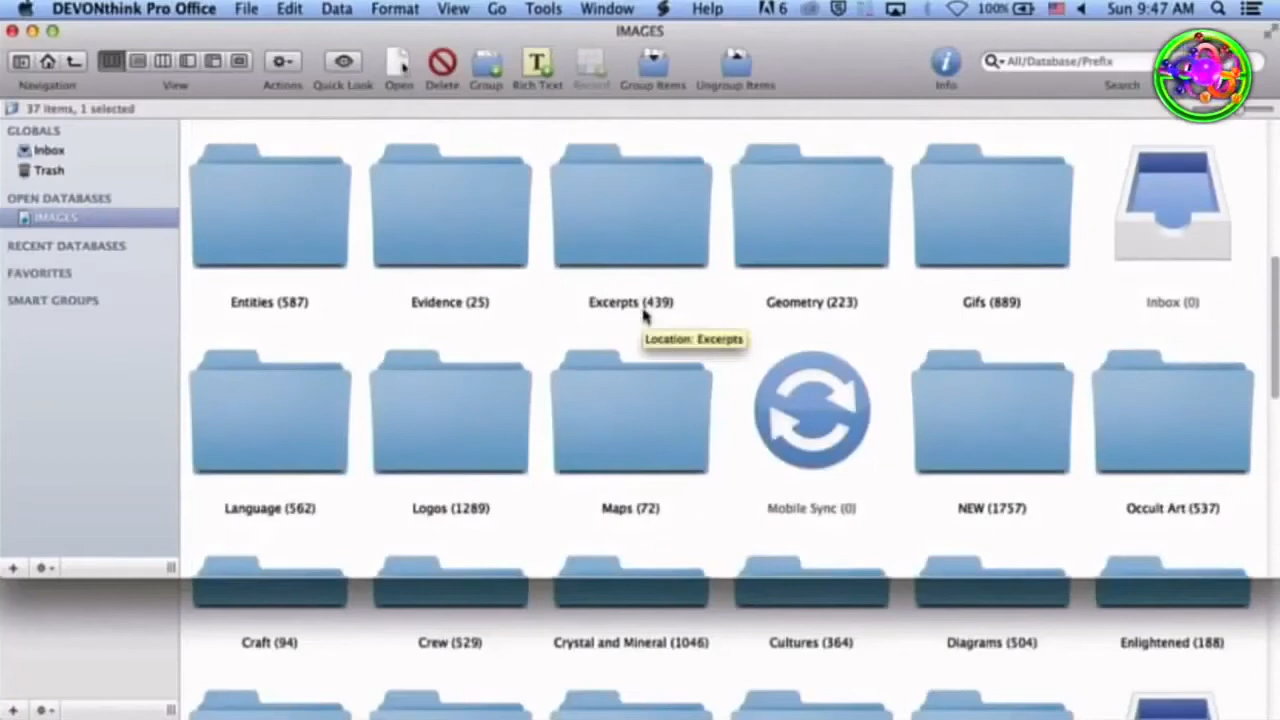 DEVONthink Pro Office File Edit Data Format View Go Tools Window Help 6 100% Sun 9:47 AM
IMAGES
All/Database/Prefix
Navigation View Actions Quick Look Open Delete Group Rich Text Record Group Items Ungroup Items Info Search
37 items, 1 selected
GLOBALS
Inbox
Trash
OPEN DATABASES
IMAGES
RECENT DATABASES
FAVORITES
SMART GROUPS
Entities (587) Evidence (25) Excerpts (439) Geometry (223) Gifs (889) Inbox (0)
Location: Excerpts
Language (562) Logos (1289) Maps (72) Mobile Sync (0) NEW (1757) Occult Art (537)
Craft (94) Crew (529) Crystal and Mineral (1046) Cultures (364) Diagrams (504) Enlightened (188)